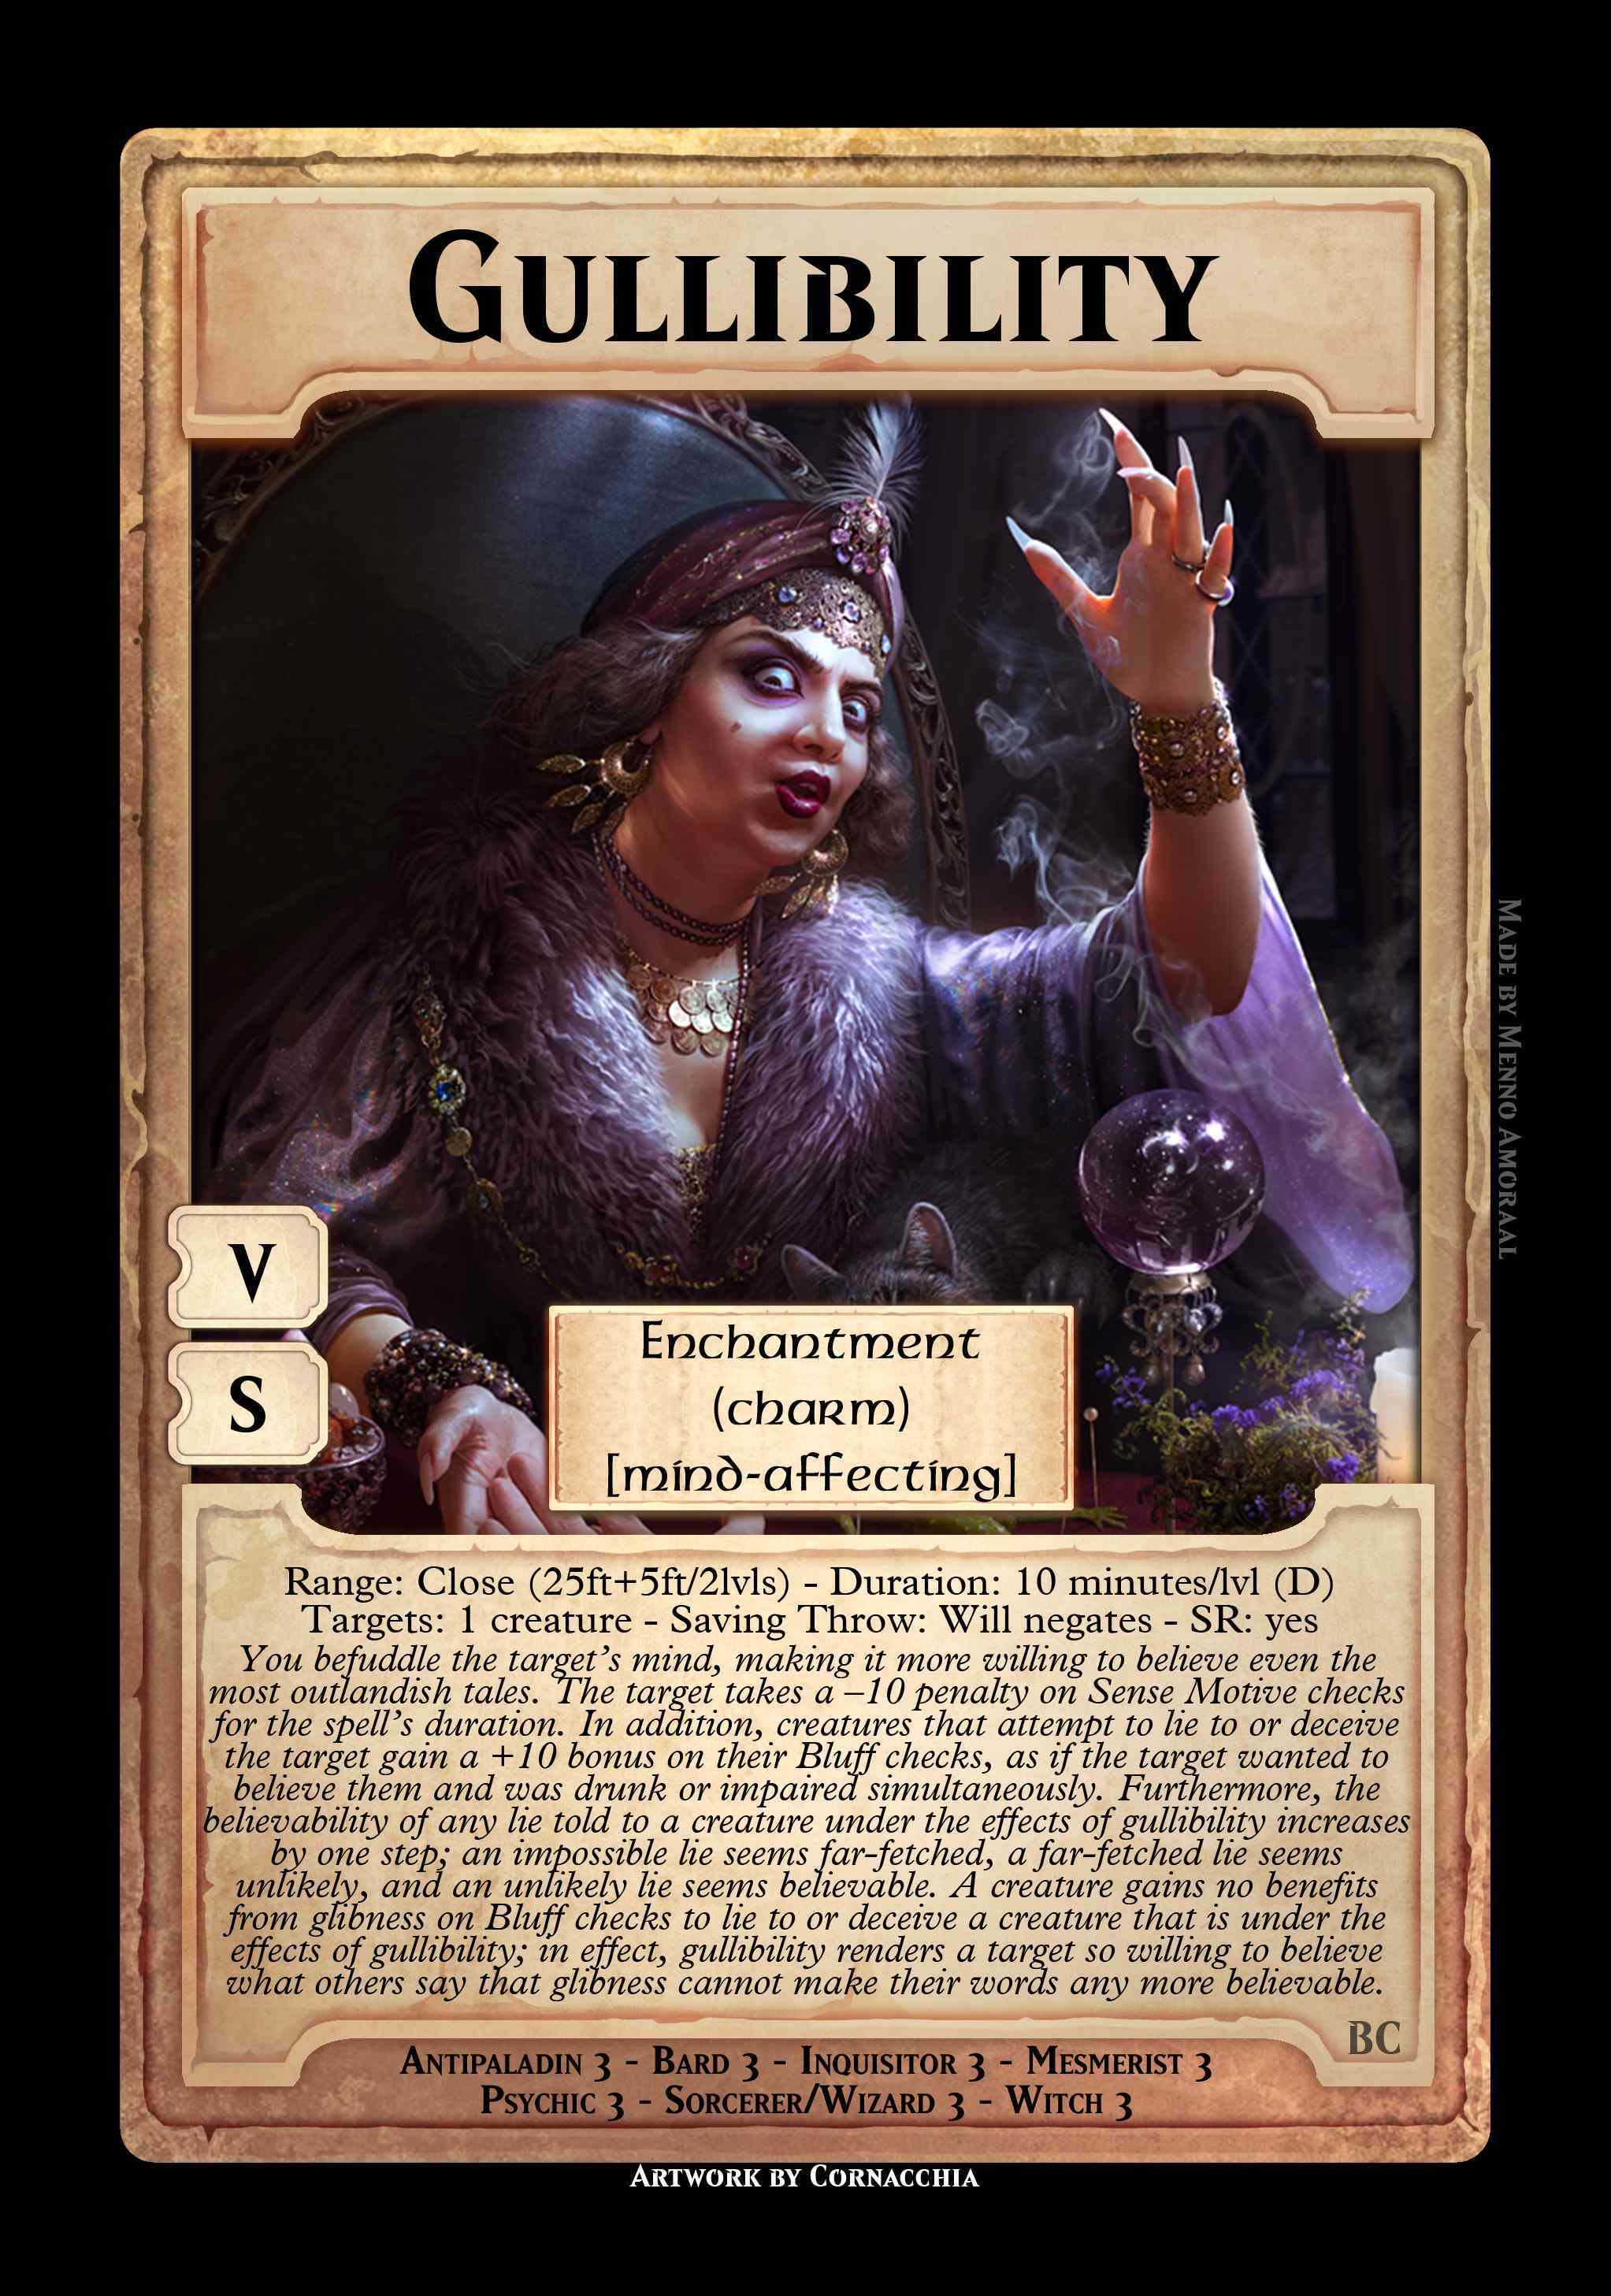 Gullibility
Made by Menno Amoraal
V
S
Enchantment
(charm)
[mind-affecting]
Range: Close (25ft+5ft/2lvls) - Duration: 10 minutes/lvl (D)
Targets: 1 creature - Saving Throw: Will negates - SR: yes
You befuddle the target's mind, making it more willing to believe even the
most outlandish tales. The target takes a –10 penalty on Sense Motive checks
for the spell's duration. In addition, creatures that attempt to lie to or deceive
the target gain a +10 bonus on their Bluff checks, as if the target wanted to
believe them and was drunk or impaired simultaneously. Furthermore, the
believability of any lie told to a creature under the effects of gullibility increases
by one step; an impossible lie seems far-fetched, a far-fetched lie seems
unlikely, and an unlikely lie seems believable. A creature gains no benefits
from glibness on Bluff checks to lie to or deceive a creature that is under the
effects of gullibility; in effect, gullibility renders a target so willing to believe
what others say that glibness cannot make their words any more believable.
BC
Antipaladin 3 - Bard 3 - Inquisitor 3 - Mesmerist 3
Psychic 3 - Sorcerer/Wizard 3 - Witch 3
Artwork by Cornacchia